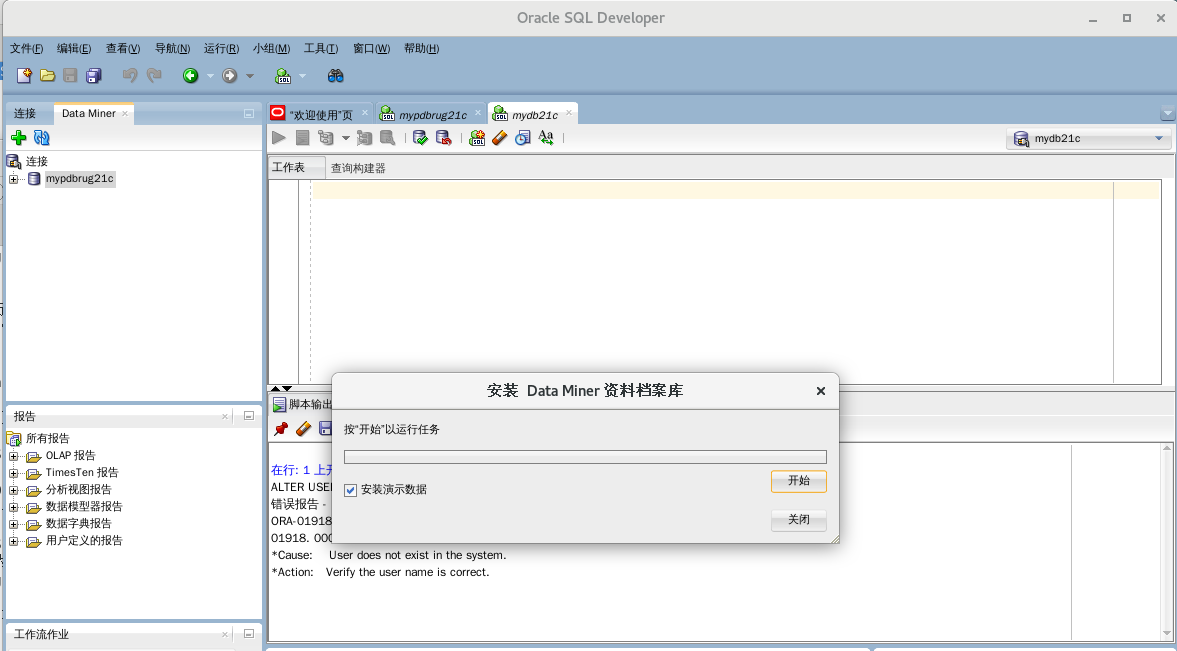 Oracle SQL Developer
文件(F) 编辑(E) 查看(V) 导航(N) 运行(R) 小组(M) 工具(T) 窗口(W) 帮助(H)
连接 Data Miner
"欢迎使用"页 mypdbrug21c mydb21c
mydb21c
连接
mypdbrug21c
工作表 查询构建器
安装 Data Miner 资料档案库
按"开始"以运行任务
安装演示数据
开始
关闭
脚本输出
在行: 1 上开
ALTER USE
错误报告 -
ORA-01918
01918. 000
*Cause: User does not exist in the system.
*Action: Verify the user name is correct.
报告
所有报告
OLAP 报告
TimesTen 报告
分析视图报告
数据模型器报告
数据字典报告
用户定义的报告
工作流作业